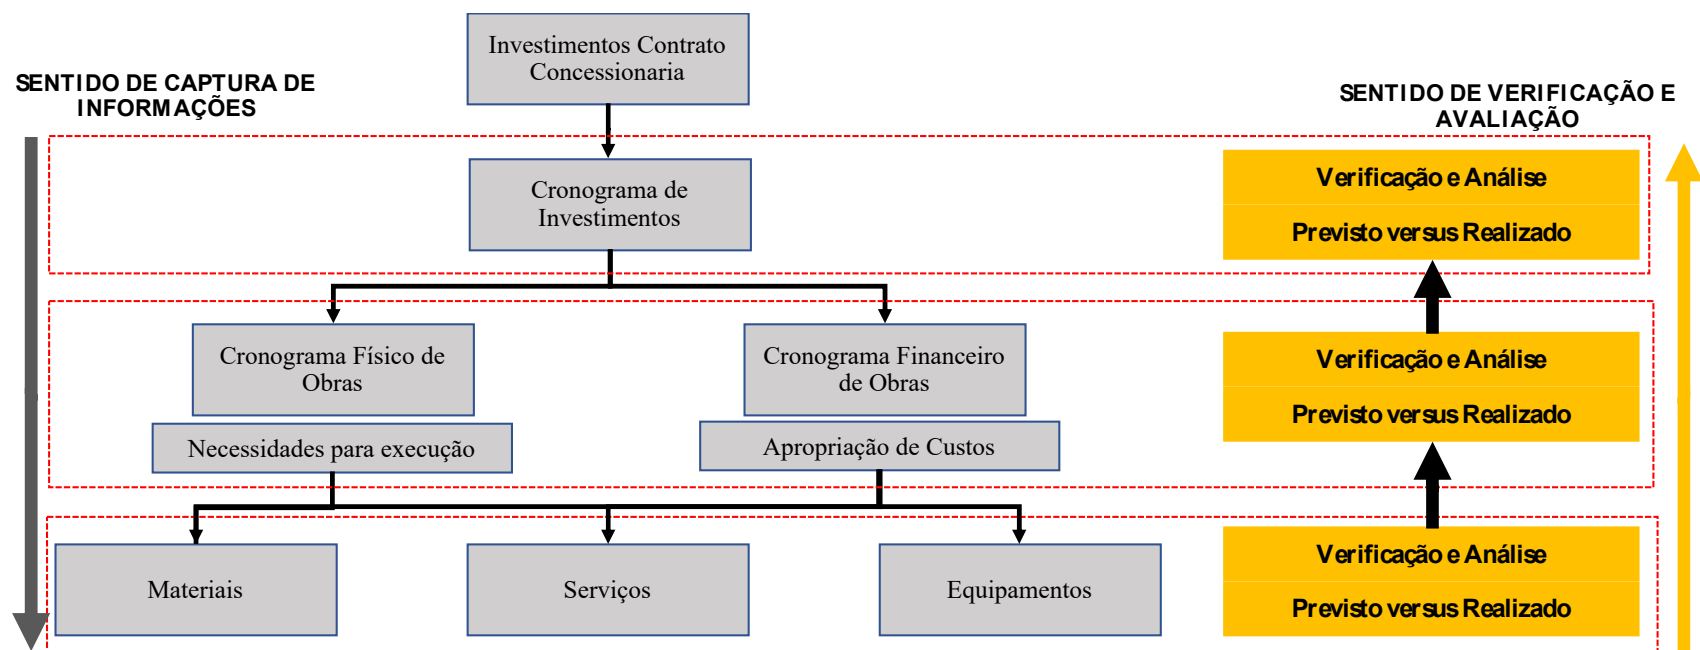 Investimentos Contrato
Concessionaria
SENTIDO DE CAPTURA DE
INFORMAÇÕES
SENTIDO DE VERIFICAÇÃO E
AVALIAÇÃO
Cronograma de
Investimentos
Verificação e Análise
Previsto versus Realizado
Cronograma Físico de
Obras
Cronograma Financeiro
de Obras
Verificação e Análise
Previsto versus Realizado
Necessidades para execução
Apropriação de Custos
Materiais
Serviços
Equipamentos
Verificação e Análise
Previsto versus Realizado